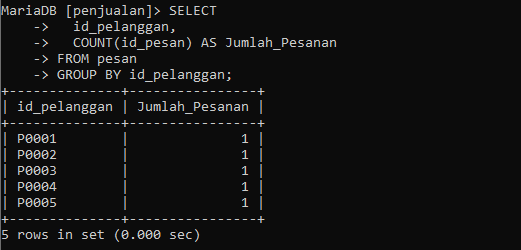 MariaDB [penjualan]> SELECT
    ->   id_pelanggan,
    ->   COUNT(id_pesan) AS Jumlah_Pesanan
    -> FROM pesan
    -> GROUP BY id_pelanggan;
+--------------+----------------+
| id_pelanggan | Jumlah_Pesanan |
+--------------+----------------+
| P0001        |              1 |
| P0002        |              1 |
| P0003        |              1 |
| P0004        |              1 |
| P0005        |              1 |
+--------------+----------------+
5 rows in set (0.000 sec)